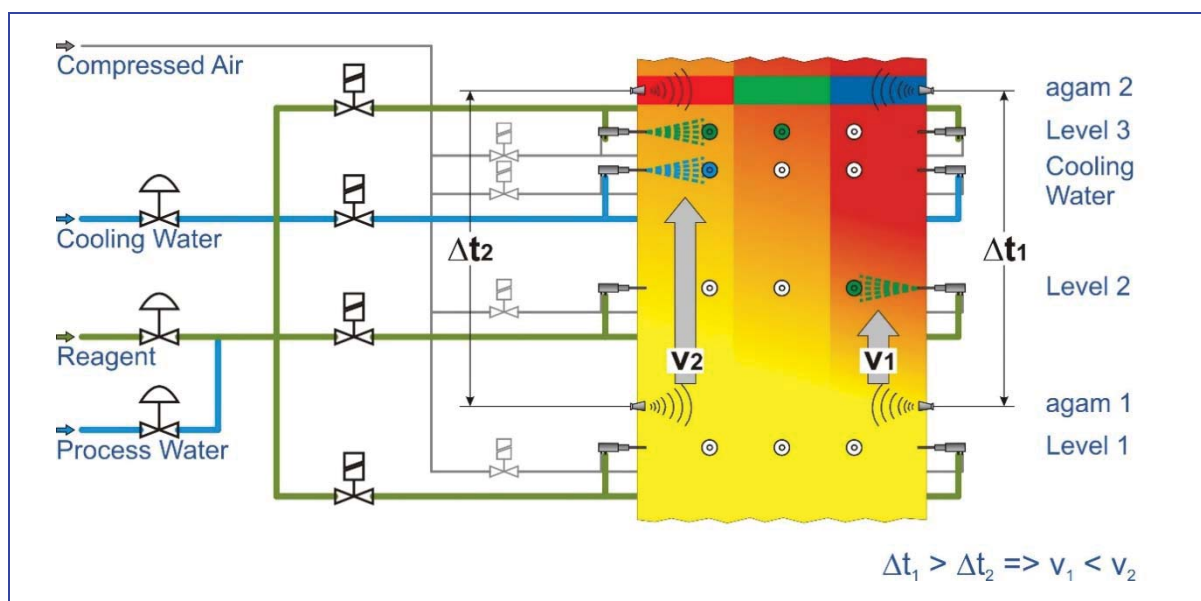 Compressed Air
Cooling Water
Reagent
Process Water
Δt2
Δt1
V2
V1
agam 2
Level 3
Cooling
Water
Level 2
agam 1
Level 1
Δt₁ > Δt₂ => v₁ < v₂